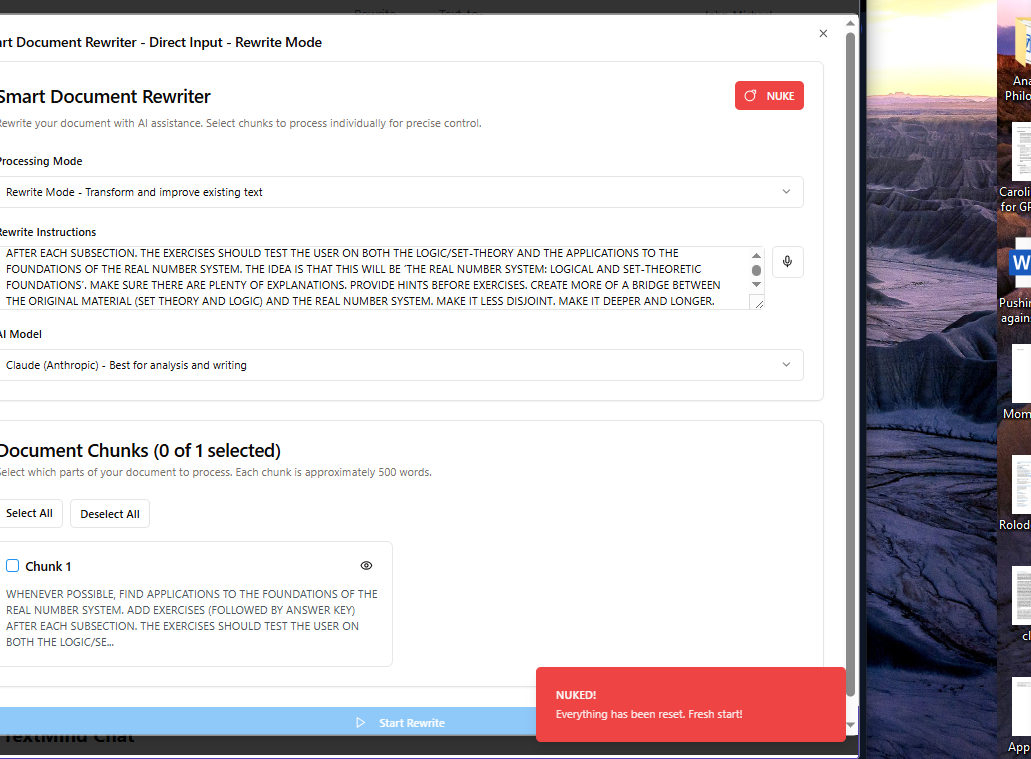 Document Rewriter - Direct Input - Rewrite Mode
Smart Document Rewriter
NUKE
Rewrite your document with AI assistance. Select chunks to process individually for precise control.
Processing Mode
Rewrite Mode - Transform and improve existing text
Rewrite Instructions
AFTER EACH SUBSECTION. THE EXERCISES SHOULD TEST THE USER ON BOTH THE LOGIC/SET-THEORY AND THE APPLICATIONS TO THE
FOUNDATIONS OF THE REAL NUMBER SYSTEM. THE IDEA IS THAT THIS WILL BE 'THE REAL NUMBER SYSTEM: LOGICAL AND SET-THEORETIC
FOUNDATIONS'. MAKE SURE THERE ARE PLENTY OF EXPLANATIONS. PROVIDE HINTS BEFORE EXERCISES. CREATE MORE OF A BRIDGE BETWEEN
THE ORIGINAL MATERIAL (SET THEORY AND LOGIC) AND THE REAL NUMBER SYSTEM. MAKE IT LESS DISJOINT. MAKE IT DEEPER AND LONGER.
AI Model
Claude (Anthropic) - Best for analysis and writing
Document Chunks (0 of 1 selected)
Select which parts of your document to process. Each chunk is approximately 500 words.
Select All
Deselect All
Chunk 1
WHENEVER POSSIBLE, FIND APPLICATIONS TO THE FOUNDATIONS OF THE
REAL NUMBER SYSTEM. ADD EXERCISES (FOLLOWED BY ANSWER KEY)
AFTER EACH SUBSECTION. THE EXERCISES SHOULD TEST THE USER ON
BOTH THE LOGIC/SE...
NUKED!
Everything has been reset. Fresh start!
Start Rewrite
TextMind Chat
Ana
Philo
Carol
for GR
W
Pushin
again
Mom
Rolod
cl
App